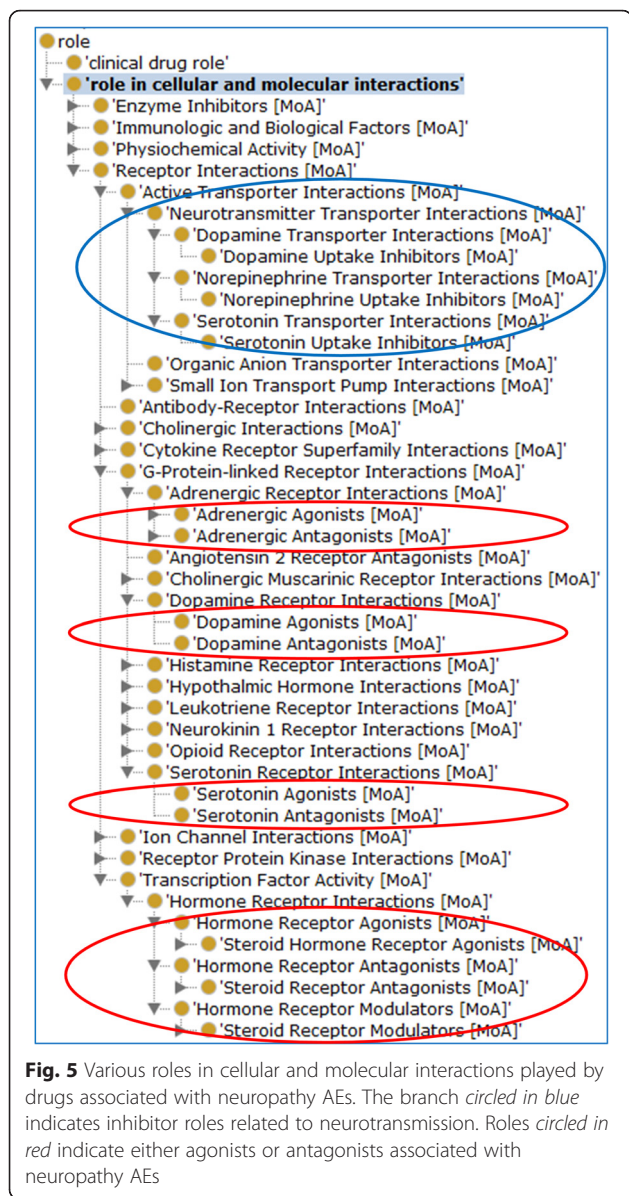 role
'clinical drug role'
'role in cellular and molecular interactions'
'Enzyme Inhibitors [MoA]'
'Immunologic and Biological Factors [MoA]'
'Physiochemical Activity [MoA]'
'Receptor Interactions [MoA]'
'Active Transporter Interactions [MoA]'
'Neurotransmitter Transporter Interactions [MoA]'
'Dopamine Transporter Interactions [MoA]'
'Dopamine Uptake Inhibitors [MoA]'
'Norepinephrine Transporter Interactions [MoA]'
'Norepinephrine Uptake Inhibitors [MoA]'
'Serotonin Transporter Interactions [MoA]'
'Serotonin Uptake Inhibitors [MoA]'
'Organic Anion Transporter Interactions [MoA]'
'Small Ion Transport Pump Interactions [MoA]'
'Antibody-Receptor Interactions [MoA]'
'Cholinergic Interactions [MoA]'
'Cytokine Receptor Superfamily Interactions [MoA]'
'G-Protein-linked Receptor Interactions [MoA]'
'Adrenergic Receptor Interactions [MoA]'
'Adrenergic Agonists [MoA]'
'Adrenergic Antagonists [MoA]'
'Angiotensin 2 Receptor Antagonists [MoA]'
'Cholinergic Muscarinic Receptor Interactions [MoA]'
'Dopamine Receptor Interactions [MoA]'
'Dopamine Agonists [MoA]'
'Dopamine Antagonists [MoA]'
'Histamine Receptor Interactions [MoA]'
'Hypothalmic Hormone Interactions [MoA]'
'Leukotriene Receptor Interactions [MoA]'
'Neurokinin 1 Receptor Interactions [MoA]'
'Opioid Receptor Interactions [MoA]'
'Serotonin Receptor Interactions [MoA]'
'Serotonin Agonists [MoA]'
'Serotonin Antagonists [MoA]'
'Ion Channel Interactions [MoA]'
'Receptor Protein Kinase Interactions [MoA]'
'Transcription Factor Activity [MoA]'
'Hormone Receptor Interactions [MoA]'
'Hormone Receptor Agonists [MoA]'
'Steroid Hormone Receptor Agonists [MoA]'
'Hormone Receptor Antagonists [MoA]'
'Steroid Receptor Antagonists [MoA]'
'Hormone Receptor Modulators [MoA]'
'Steroid Receptor Modulators [MoA]'
Fig. 5 Various roles in cellular and molecular interactions played by
drugs associated with neuropathy AEs. The branch circled in blue
indicates inhibitor roles related to neurotransmission. Roles circled in
red indicate either agonists or antagonists associated with
neuropathy AEs